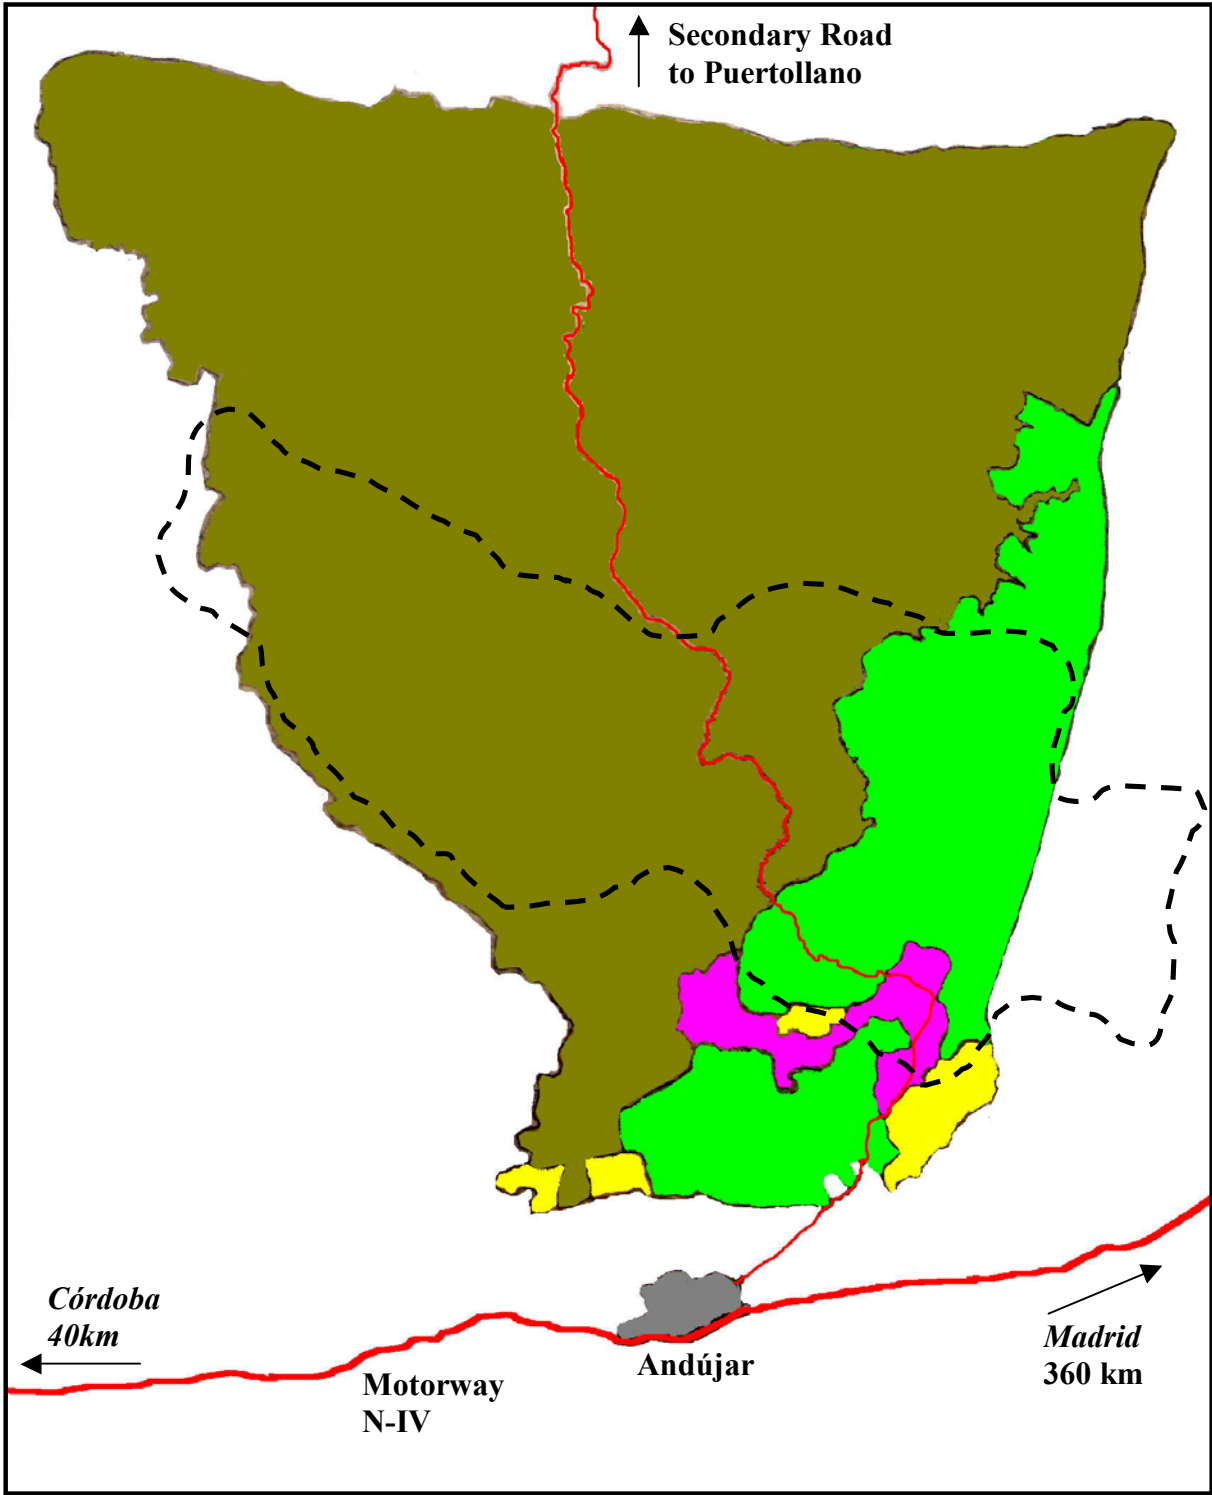 Secondary Road
to Puertollano
Córdoba
40km
Motorway
N-IV
Andújar
Madrid
360 km